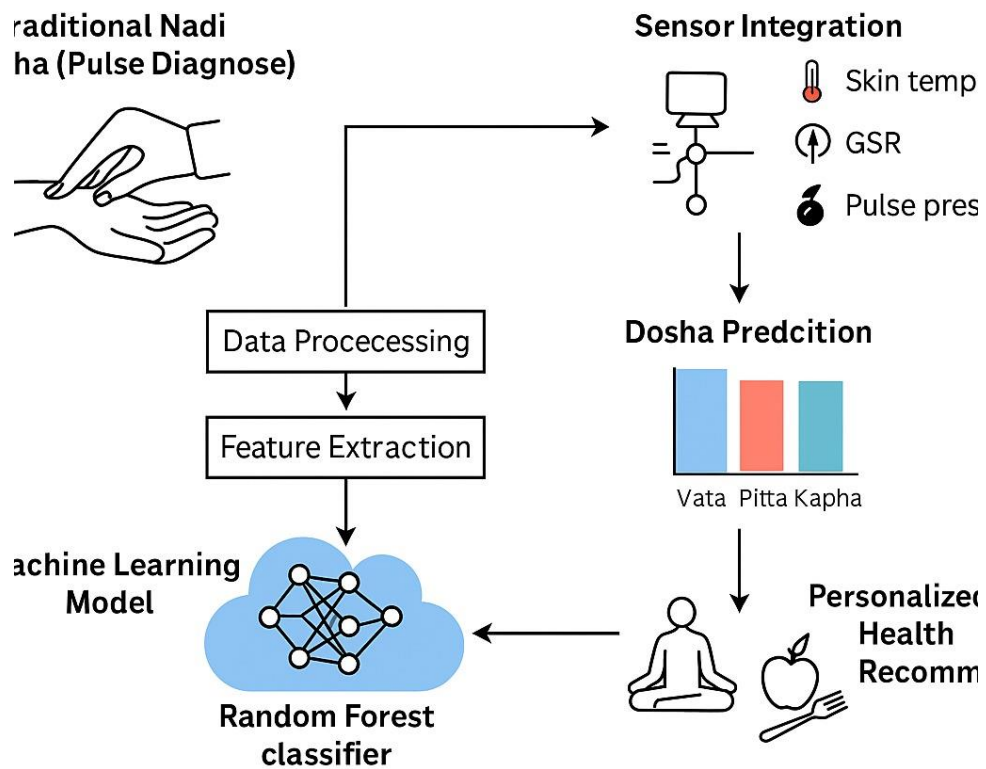 raditional Nadi
ha (Pulse Diagnose)
Sensor Integration
Skin temp
GSR
Pulse pres
Data Procecessing
Feature Extraction
Dosha Predcition
Vata Pitta Kapha
achine Learning
Model
Random Forest
classifier
Personalized
Health
Recomm